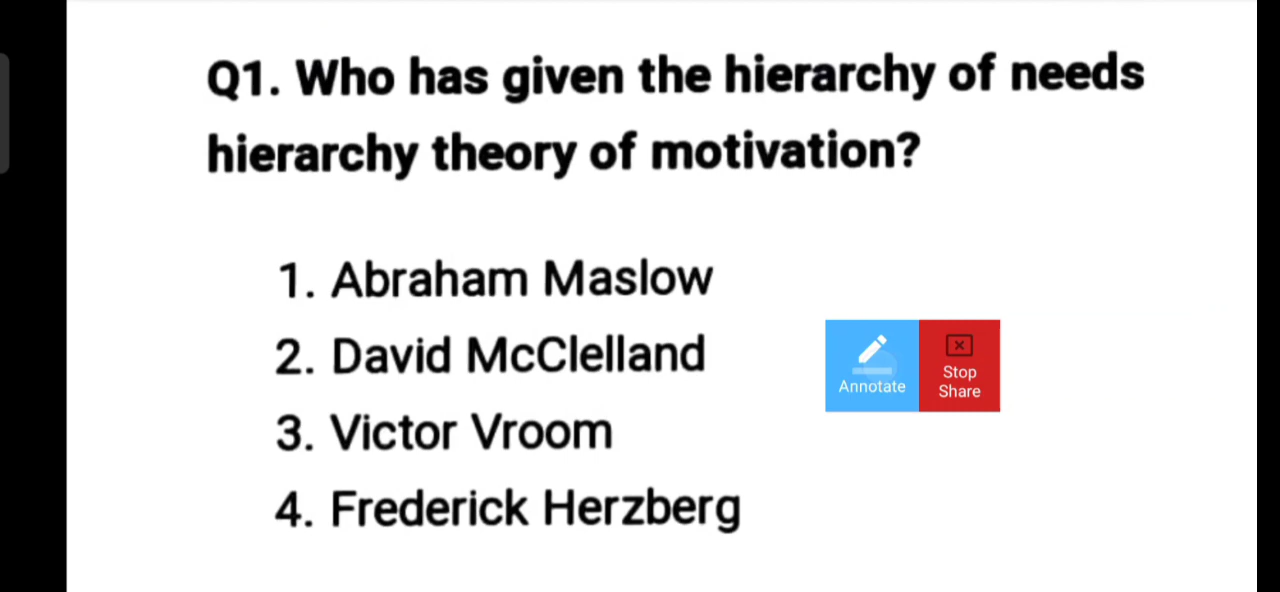 Q1. Who has given the hierarchy of needs
hierarchy theory of motivation?
1. Abraham Maslow
2. David McClelland
3. Victor Vroom
4. Frederick Herzberg
Annotate
Stop
Share